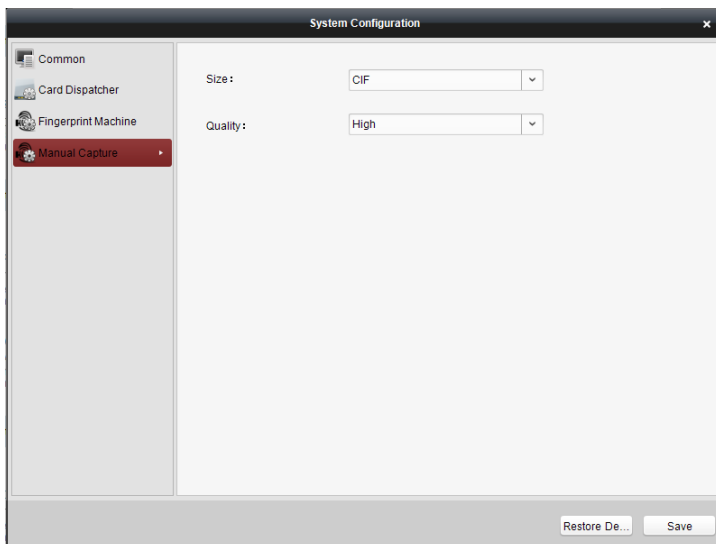 System Configuration
Common
Card Dispatcher
Fingerprint Machine
Manual Capture
Size:
CIF
Quality:
High
Restore De...
Save